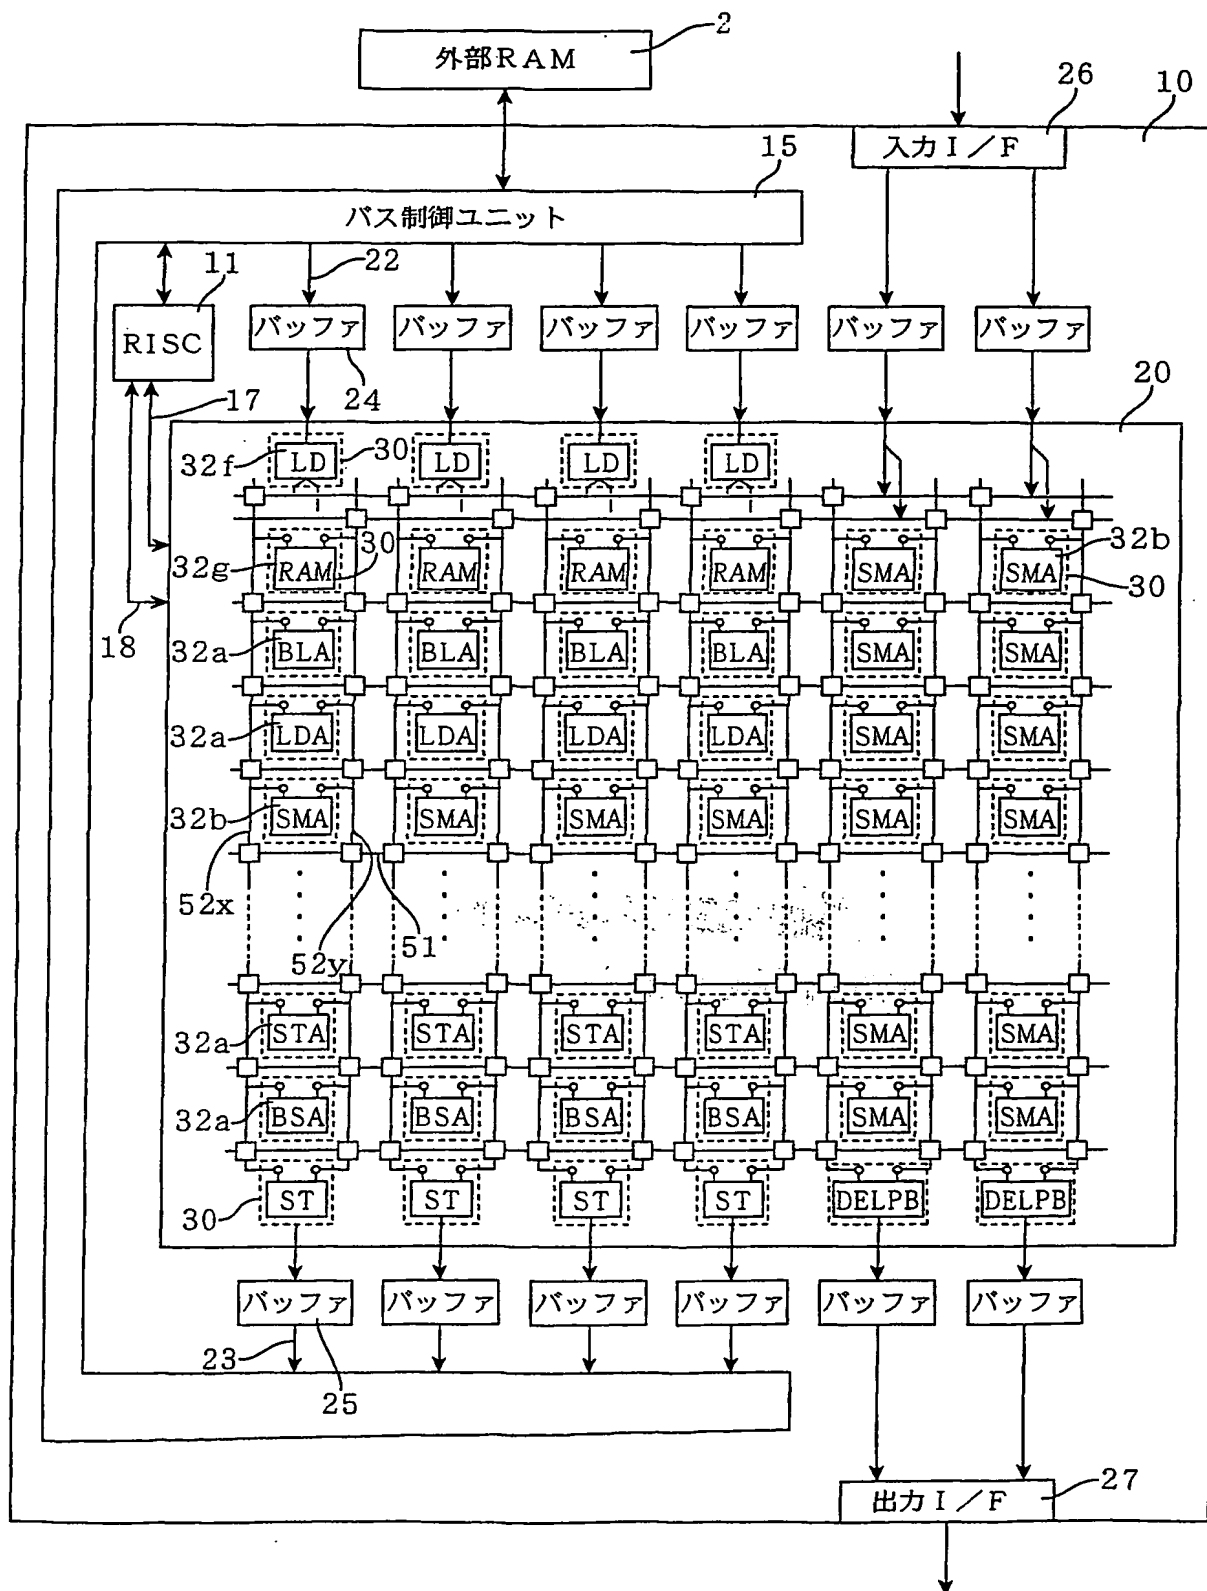 2
外部RAM
26
10
入力I/F
15
バス制御ユニット
11
22
RISC
バッファ バッファ バッファ バッファ バッファ バッファ
24
17
20
32f LD 30 LD LD LD
32g RAM 30 RAM RAM RAM SMA SMA 32b
30
18
32a BLA BLA BLA BLA SMA SMA
32a LDA LDA LDA LDA SMA SMA
32b SMA SMA SMA SMA SMA SMA
52x
52y
51
32a STA STA STA STA SMA SMA
32a BSA BSA BSA BSA SMA SMA
30 ST ST ST ST DELPB DELPB
バッファ バッファ バッファ バッファ バッファ バッファ
23
25
出力I/F
27